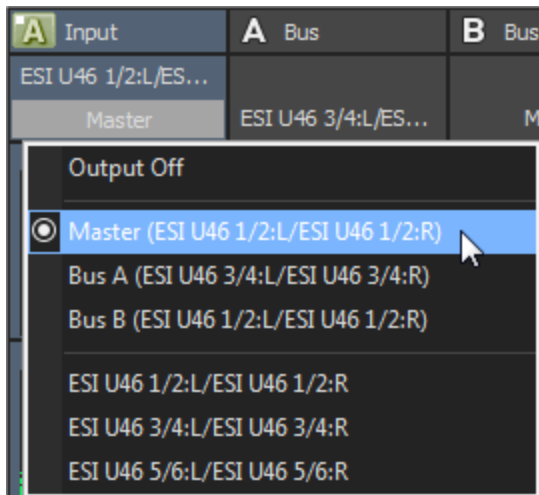 A Input A Bus B Bus
ESI U46 1/2:L/ES...
Master ESI U46 3/4:L/ES... M
Output Off
Master (ESI U46 1/2:L/ESI U46 1/2:R)
Bus A (ESI U46 3/4:L/ESI U46 3/4:R)
Bus B (ESI U46 1/2:L/ESI U46 1/2:R)
ESI U46 1/2:L/ESI U46 1/2:R
ESI U46 3/4:L/ESI U46 3/4:R
ESI U46 5/6:L/ESI U46 5/6:R